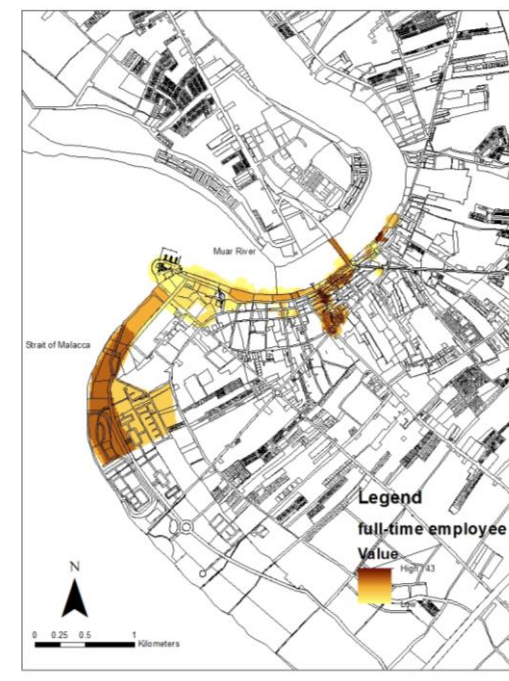 Muar River
Strait of Malacca
Legend
full-time employee
Value
High : 43
Low :
N
0 0.25 0.5 1
Kilometers